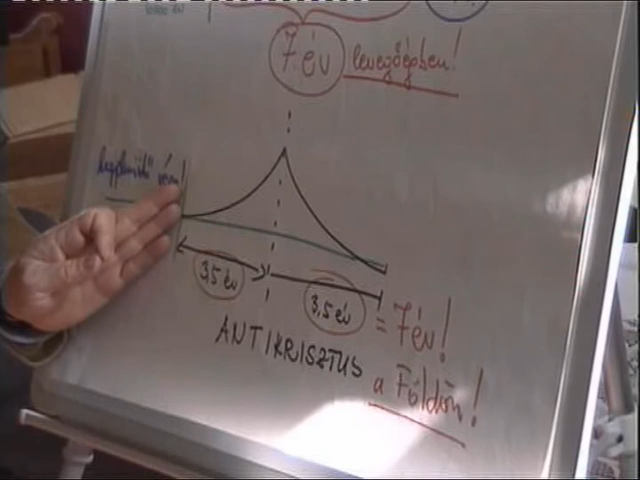 7 év levegőégben!
3,5 év
3,5 év
= 7 év!
ANTIKRISZTUS
a Földön!